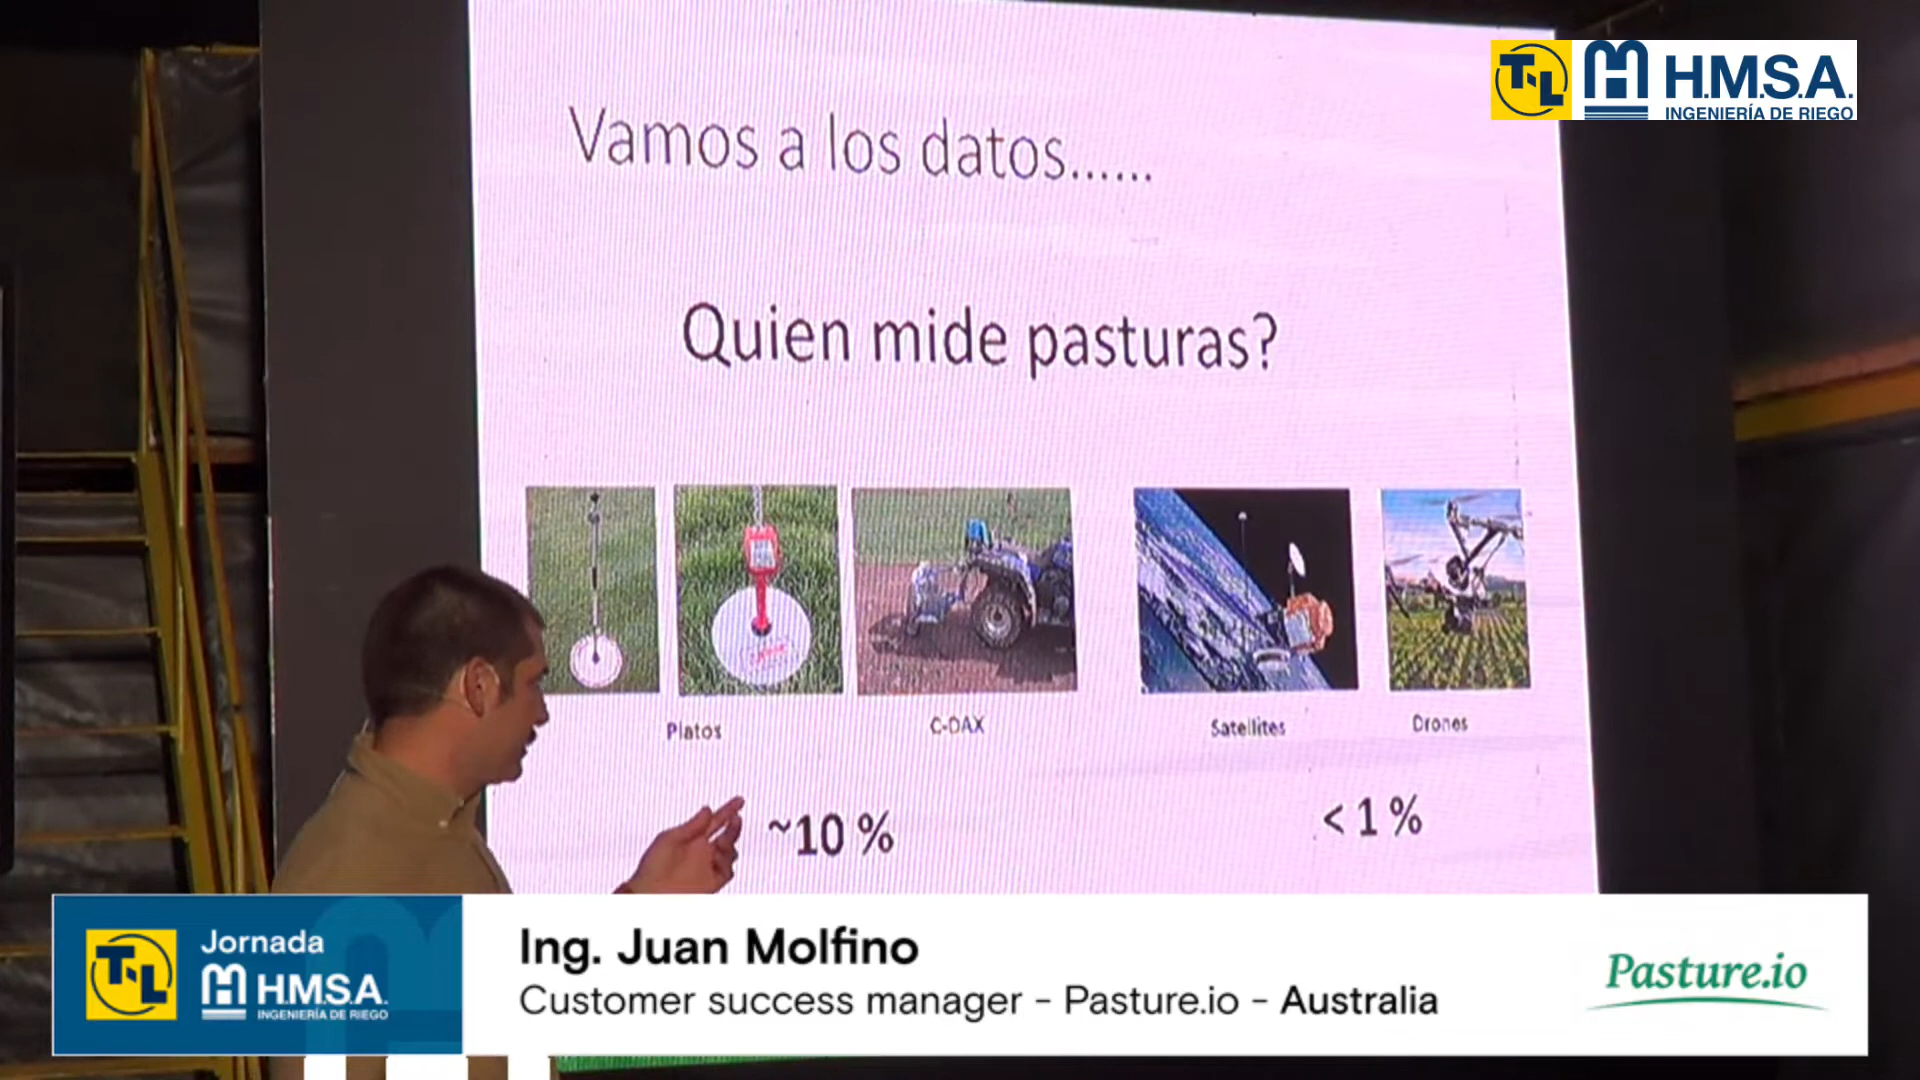 T-L
H.M.S.A.
INGENIERÍA DE RIEGO
Vamos a los datos......
Quien mide pasturas?
Platos
C-DAX
Satellites
Drones
~10 %
< 1 %
T-L
Jornada
H.M.S.A.
INGENIERÍA DE RIEGO
Ing. Juan Molfino
Customer success manager - Pasture.io - Australia
Pasture.io